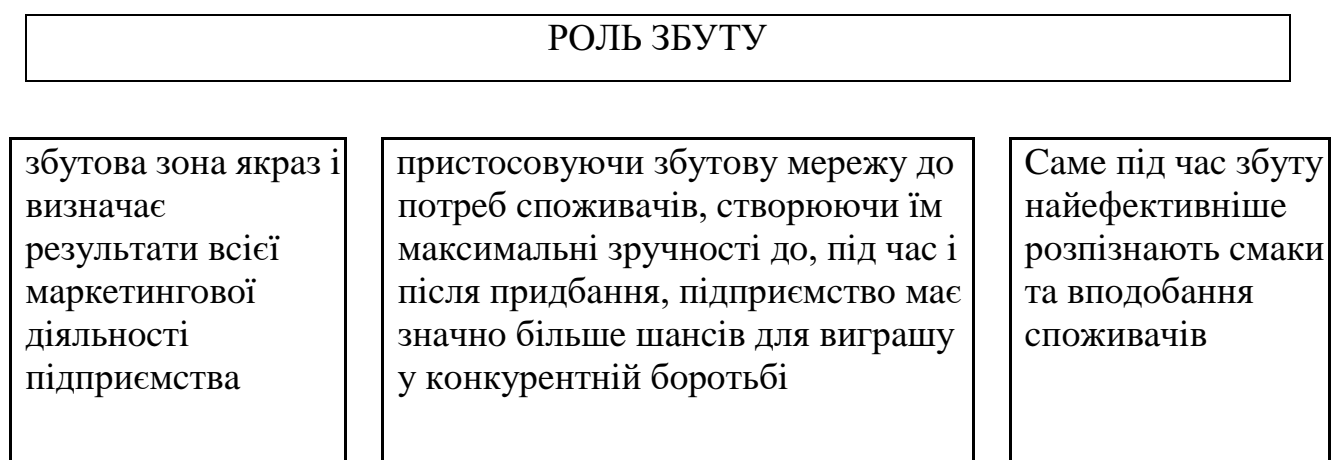 РОЛЬ ЗБУТУ
збутова зона якраз і
визначає
результати всієї
маркетингової
діяльності
підприємства
пристосовуючи збутову мережу до
потреб споживачів, створюючи їм
максимальні зручності до, під час і
після придбання, підприємство має
значно більше шансів для виграшу
у конкурентній боротьбі
Саме під час збуту
найефективніше
розпізнають смаки
та вподобання
споживачів